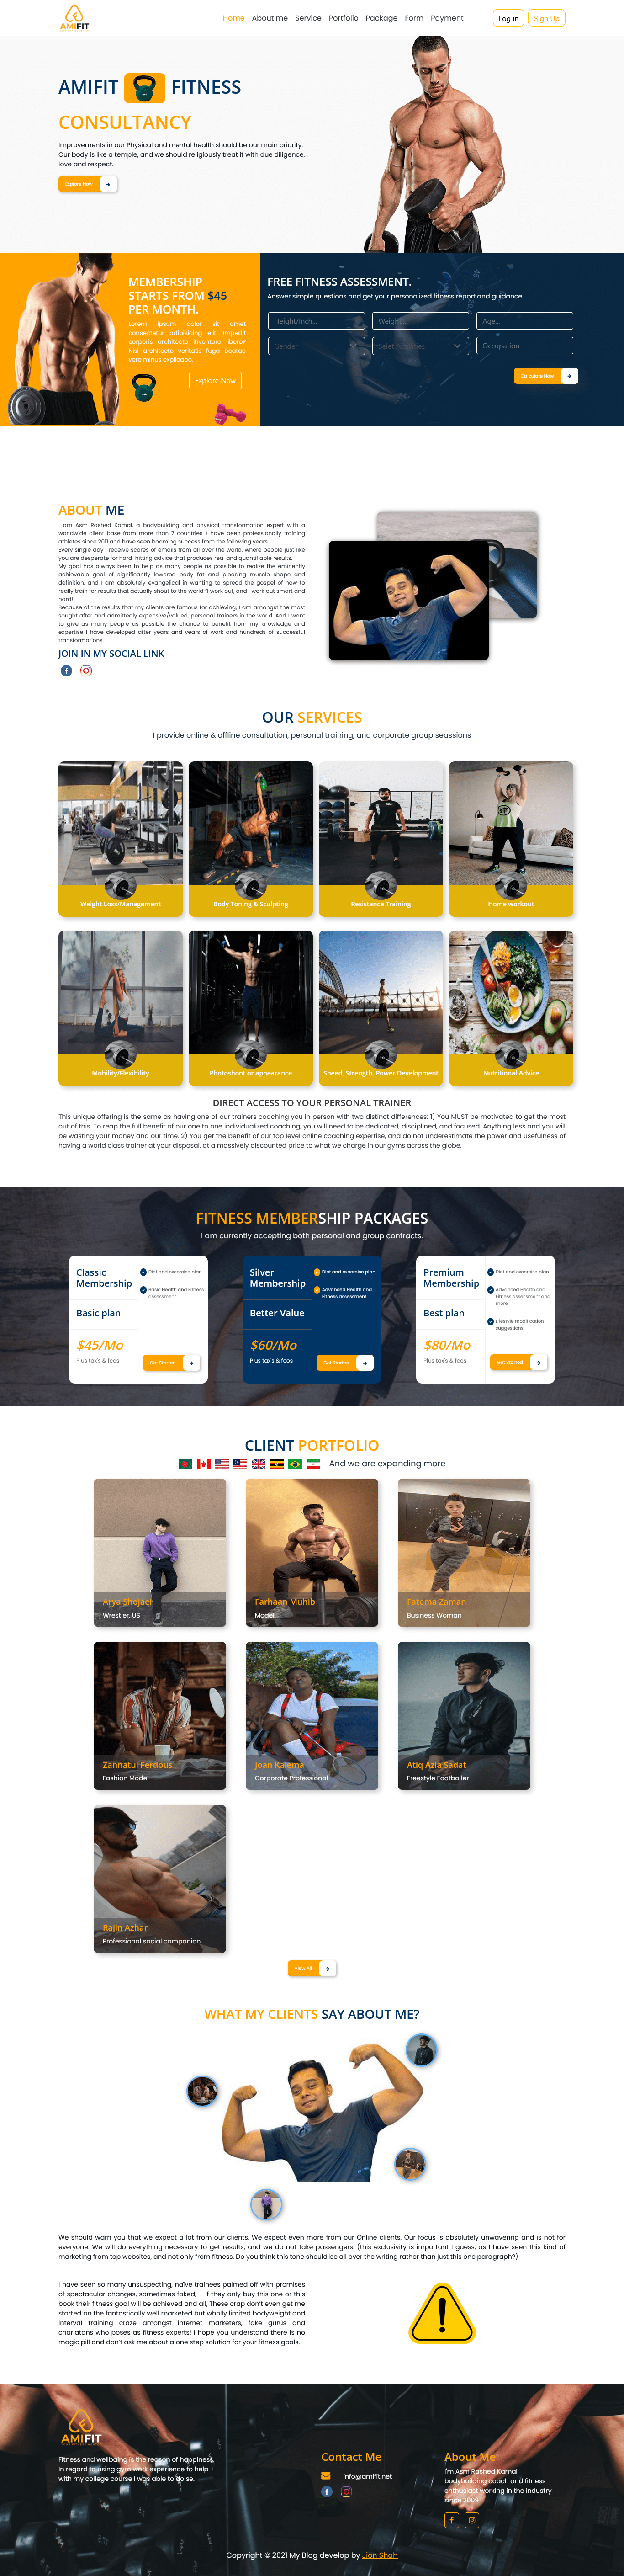 AMIFIT
Home About me Service Portfolio Package Form Payment
Log in Sign Up
AMIFIT FITNESS
CONSULTANCY
Improvements in our Physical and mental health should be our main priority.
Our body is like a temple, and we should religiously treat it with due diligence,
love and respect.
Explore Now
MEMBERSHIP
STARTS FROM $45
PER MONTH.
Lorem ipsum dolor sit amet
consectetur adipisicing elit. Impedit
corporis architecto inventore libero?
Nisi architecto veritatis fuga beatae
vero minus explicabo.
Explore Now
FREE FITNESS ASSESSMENT.
Answer simple questions and get your personalized fitness report and guidance
Height/Inch... Weight... Age...
Gender Occupation
Calculate Now
ABOUT ME
I am Asm Rashed Kamal, a bodybuilding and physical transformation expert with a
worldwide client base from more than 7 countries. I have been professionally training
athletes since 2011 and have seen booming success from the following years.
Every single day I receive scores of emails from all over the world, where people just like
you are desperate for hard-hitting advice that produces real and quantifiable results.
My goal has always been to help as many people as possible to realize the eminently
achievable goal of significantly lowered body fat and pleasing muscle shape and
definition, and I am absolutely evangelical in wanting to spread the gospel of how to
really train for results that actually shout to the world "I work out, and I work out smart and
hard!
Because of the results that my clients are famous for achieving, I am amongst the most
sought after and admittedly expensive/valued, personal trainers in the world. And I want
to give as many people as possible the chance to benefit from my knowledge and
expertise I have developed after years and years of work and hundreds of successful
transformations.
JOIN IN MY SOCIAL LINK
OUR SERVICES
I provide online & offline consultation, personal training, and corporate group seassions
Weight Loss/Management
Body Toning & Sculpting
Resistance Training
Home workout
Mobility/Flexibility
Photoshoot or appearance
Speed, Strength, Power Development
Nutritional Advice
DIRECT ACCESS TO YOUR PERSONAL TRAINER
This unique offering is the same as having one of our trainers coaching you in person with two distinct differences: 1) You MUST be motivated to get the most
out of this. To reap the full benefit of our one to one individualized coaching, you will need to be dedicated, disciplined, and focused. Anything less and you will
be wasting your money and our time. 2) You get the benefit of our top level online coaching expertise, and do not underestimate the power and usefulness of
having a world class trainer at your disposal, at a massively discounted price to what we charge in our gyms across the globe.
FITNESS MEMBERSHIP PACKAGES
I am currently accepting both personal and group contracts.
Classic
Membership
Basic plan
$45/Mo
Plus tax's & fcos
Diet and excercise plan
Basic Health and Fitness
assessment
Get Started
Silver
Membership
Better Value
$60/Mo
Plus tax's & fcos
Diet and excercise plan
Advanced Health and
Fitness assessment
Get Started
Premium
Membership
Best plan
$80/Mo
Plus tax's & fcos
Diet and excercise plan
Advanced Health and
Fitness assessment and
more
Lifestyle modification
suggestions
Get Started
CLIENT PORTFOLIO
And we are expanding more
Arya Shojaei
Wrestler, US
Farhaan Muhib
Model
Fatema Zaman
Business Woman
Zannatul Ferdous
Fashion Model
Joan Kalema
Corporate Professional
Atiq Azia Sadat
Freestyle Footballer
Rajin Azhar
Professional social companion
View All
WHAT MY CLIENTS SAY ABOUT ME?
We should warn you that we expect a lot from our clients. We expect even more from our Online clients. Our focus is absolutely unwavering and is not for
everyone. We will do everything necessary to get results, and we do not take passengers. (this exclusivity is important I guess, as I have seen this kind of
marketing from top websites, and not only from fitness. Do you think this tone should be all over the writing rather than just this one paragraph?)
I have seen so many unsuspecting, naïve trainees palmed off with promises
of spectacular changes, sometimes faked, – if they only buy this one or this
book their fitness goal will be achieved and all, These crap don't even get me
started on the fantastically well marketed but wholly limited bodyweight and
interval training craze amongst internet marketers, fake gurus and
charlatans who poses as fitness experts! I hope you understand there is no
magic pill and don't ask me about a one step solution for your fitness goals.
AMIFIT
Fitness and wellbaing is the reason of happiness.
In regard to using gym work experience to help
with my college course I was able to do se.
Contact Me
info@amifit.net
About Me
I'm Asm Rashed Kamal,
bodybuilding coach and fitness
enthusiast working in the industry
since 2009
Copyright © 2021 My Blog develop by Jion Shah